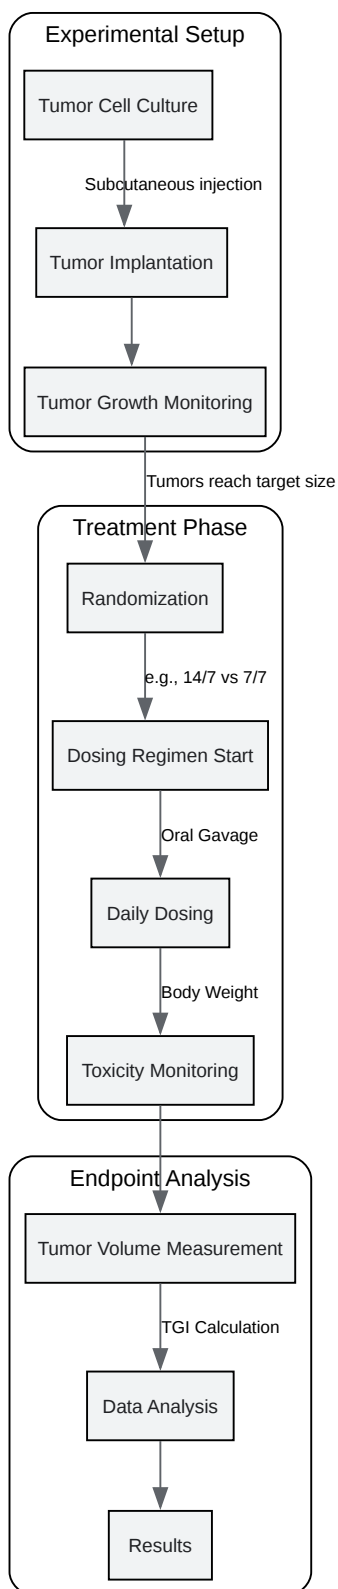 Experimental Setup
Tumor Cell Culture
Subcutaneous injection
Tumor Implantation
Tumor Growth Monitoring
Tumors reach target size
Treatment Phase
Randomization
e.g., 14/7 vs 7/7
Dosing Regimen Start
Oral Gavage
Daily Dosing
Body Weight
Toxicity Monitoring
Endpoint Analysis
Tumor Volume Measurement
TGI Calculation
Data Analysis
Results